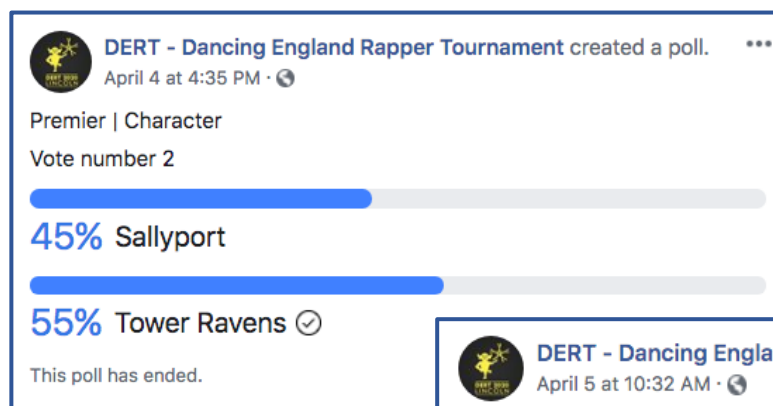 DERT - Dancing England Rapper Tournament created a poll.
April 4 at 4:35 PM ·
Premier | Character
Vote number 2
45% Sallyport
55% Tower Ravens
This poll has ended.
DERT - Dancing Engla
April 5 at 10:32 AM ·